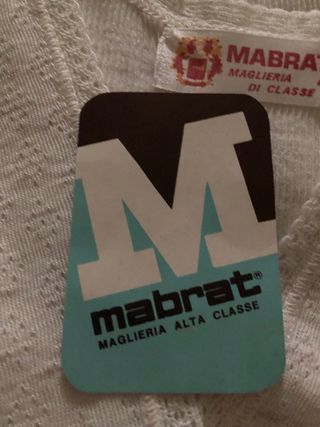 MABRAT
MAGLIERIA
DI CLASSE
M
mabrat®
MAGLIERIA ALTA CLASSE